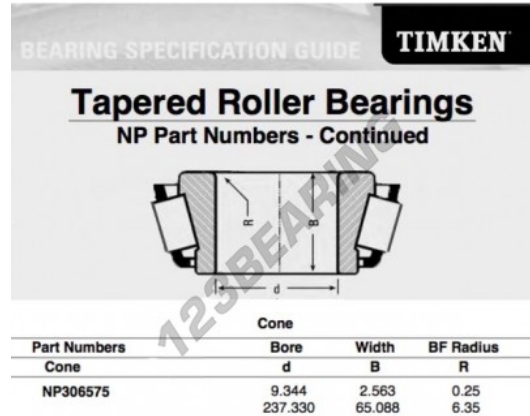 BEARING SPECIFICATION GUIDE
TIMKEN
Tapered Roller Bearings
NP Part Numbers - Continued
R
B
d
123BEARING
Cone
Part Numbers Bore Width BF Radius
Cone d B R
NP306575 9.344 2.563 0.25
237.330 65.088 6.35